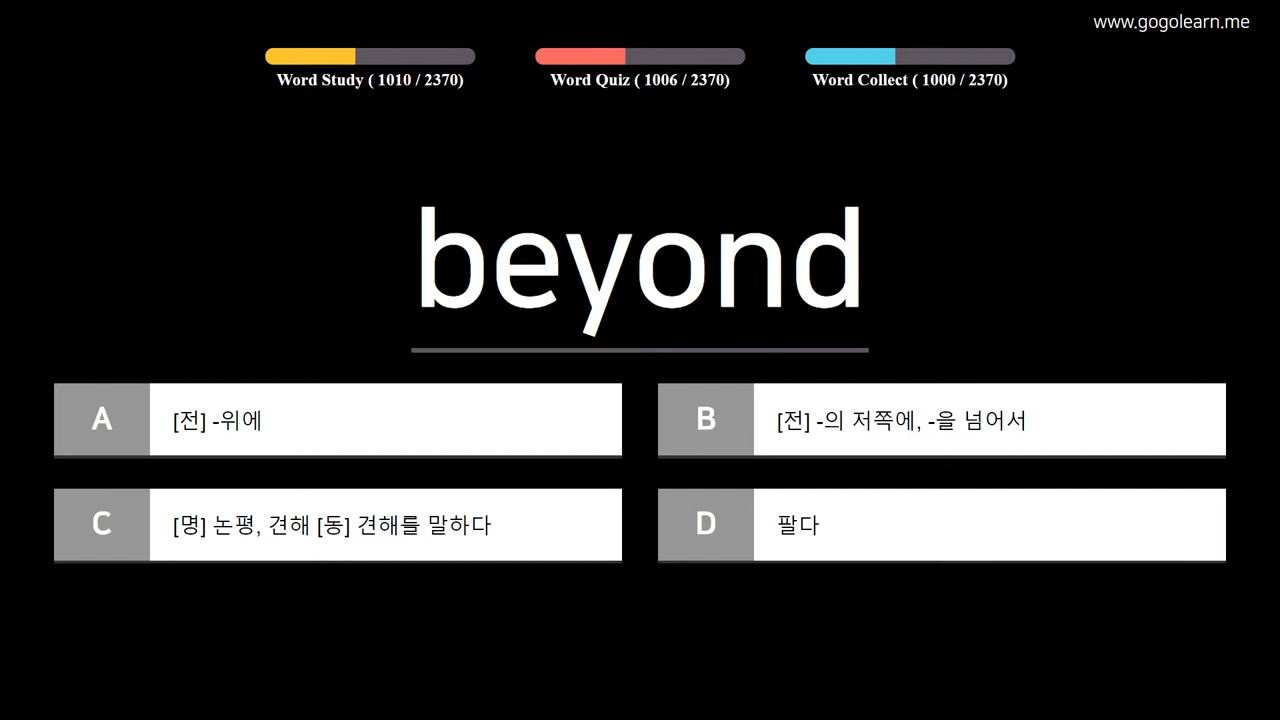 www.gogolearn.me
Word Study ( 1010 / 2370)
Word Quiz ( 1006 / 2370)
Word Collect ( 1000 / 2370)
beyond
A
[전] -위에
B
[전] -의 저쪽에, -을 넘어서
C
[명] 논평, 견해 [동] 견해를 말하다
D
팔다